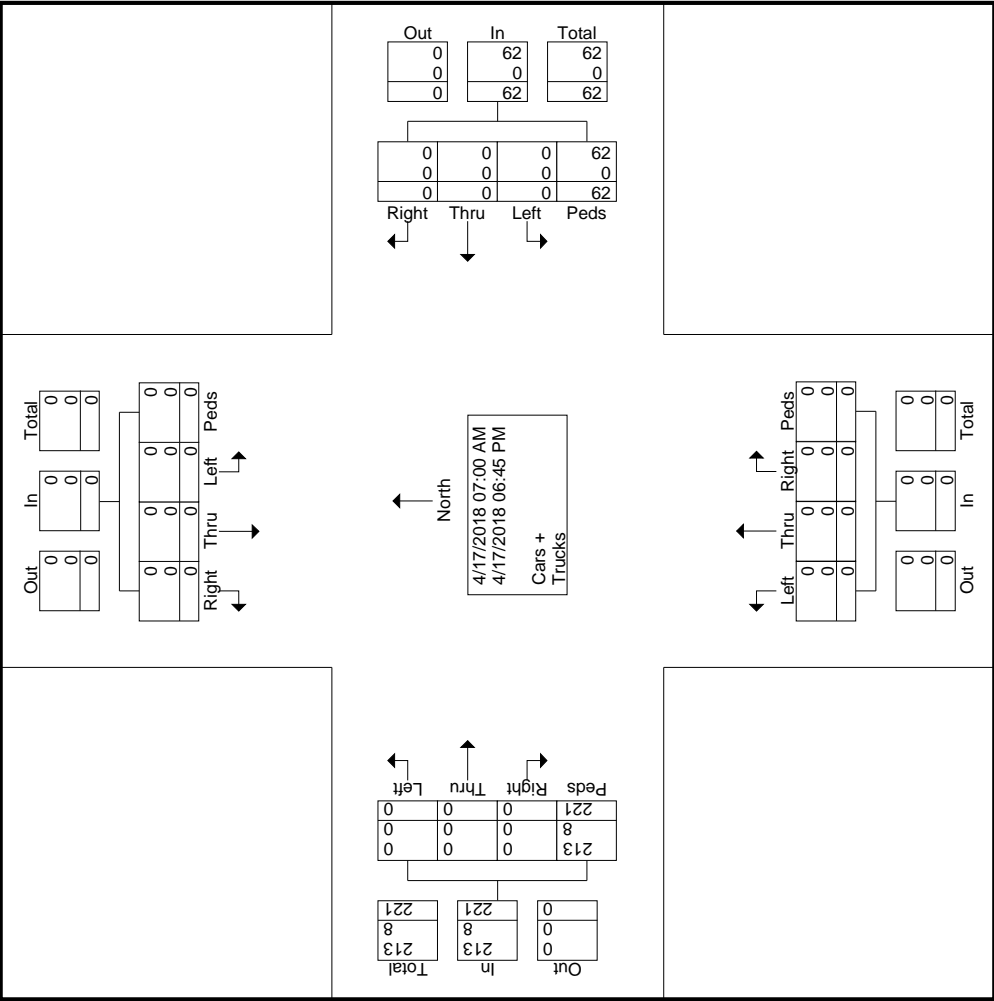 Out In Total
0 62 62
0 0 0
0 62 62
0 0 0 62
0 0 0 0
0 0 0 62
Right Thru Left Peds
Total
0 0 0
In
0 0 0
Out
0 0 0
0 0 0
Peds
0 0 0
Left
0 0 0
Thru
0 0 0
Right
North
4/17/2018 07:00 AM
4/17/2018 06:45 PM
Cars +
Trucks
Peds
0 0 0
Right
0 0 0
Thru
0 0 0
Left
0 0 0
0 0 0
Total
0 0 0
In
0 0 0
Out
Left Thru Right Peds
0 0 0 221
0 0 0 8
0 0 0 213
221 221 0
8 8 0
213 213 0
Total In Out